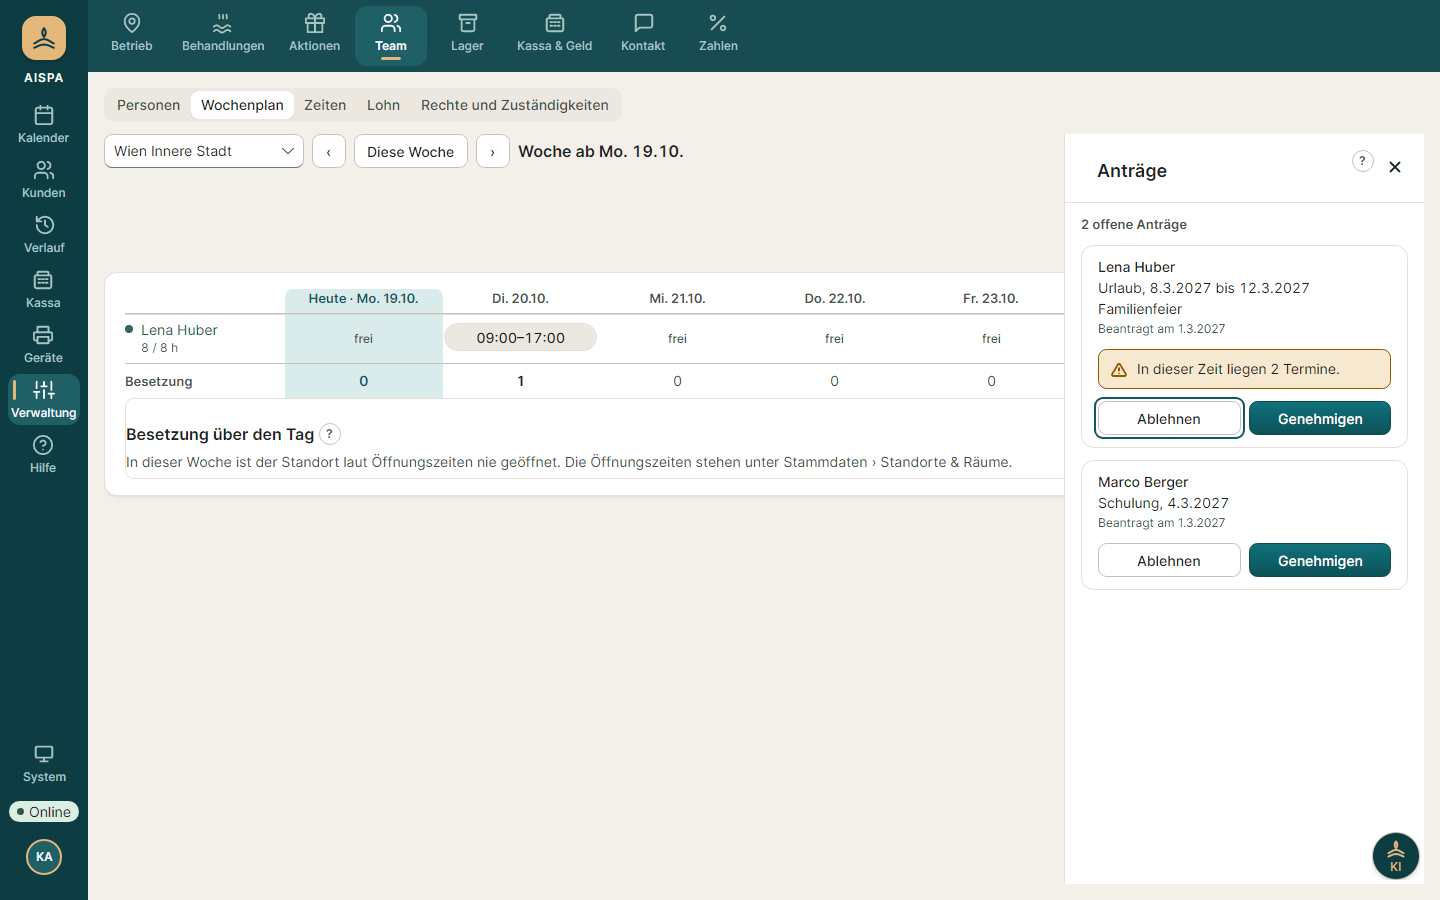 AISPA
Kalender
Kunden
Verlauf
Kassa
Geräte
Verwaltung
Hilfe
System
Online
KA
Betrieb
Behandlungen
Aktionen
Team
Lager
Kassa & Geld
Kontakt
Zahlen
Personen
Wochenplan
Zeiten
Lohn
Rechte und Zuständigkeiten
Wien Innere Stadt
‹
Diese Woche
›
Woche ab Mo. 19.10.
Heute · Mo. 19.10.
Di. 20.10.
Mi. 21.10.
Do. 22.10.
Fr. 23.10.
Lena Huber
8 / 8 h
frei
09:00–17:00
frei
frei
frei
Besetzung
0
1
0
0
0
Besetzung über den Tag ?
In dieser Woche ist der Standort laut Öffnungszeiten nie geöffnet. Die Öffnungszeiten stehen unter Stammdaten › Standorte & Räume.
Anträge
?
2 offene Anträge
Lena Huber
Urlaub, 8.3.2027 bis 12.3.2027
Familienfeier
Beantragt am 1.3.2027
In dieser Zeit liegen 2 Termine.
Ablehnen
Genehmigen
Marco Berger
Schulung, 4.3.2027
Beantragt am 1.3.2027
Ablehnen
Genehmigen
KI